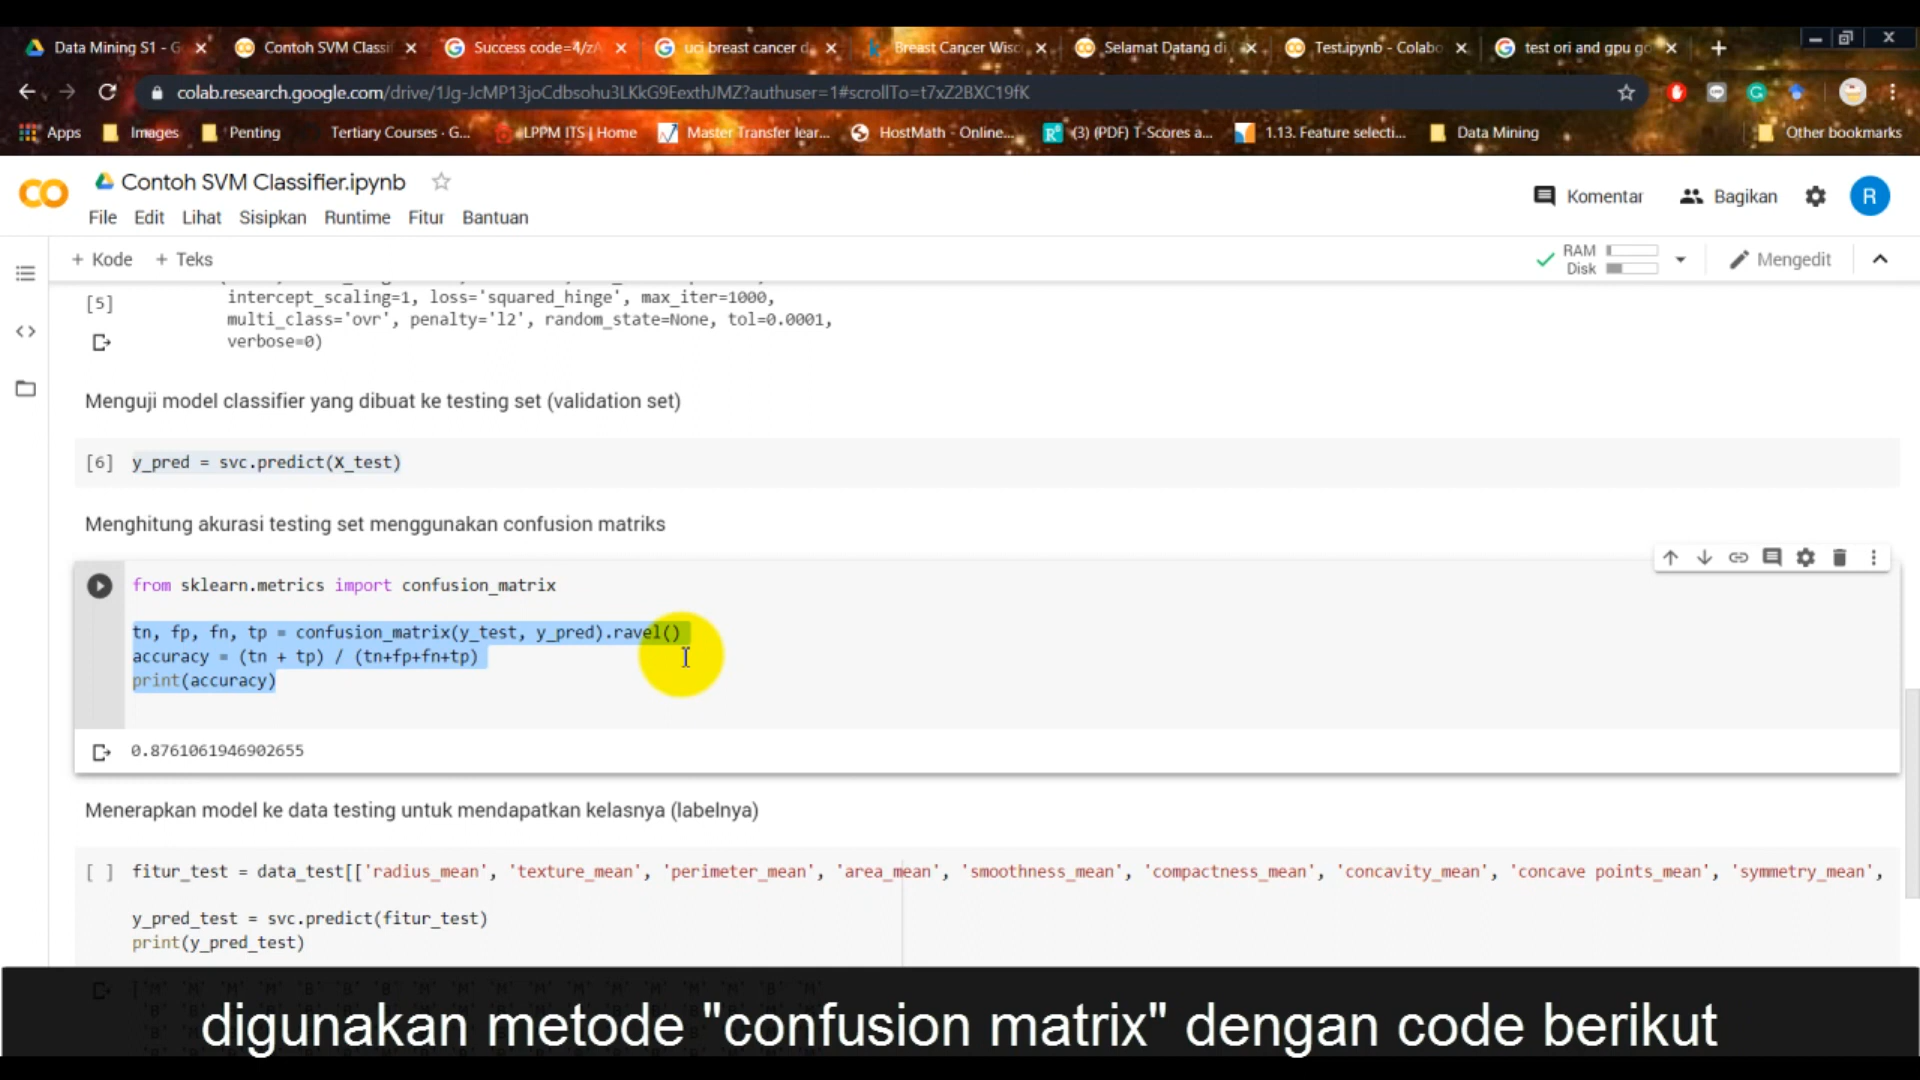 Data Mining S1 - G
Contoh SVM Classif
Success code=4/zA
uci breast cancer d
Breast Cancer Wisc
Selamat Datang di
Test.ipynb - Colabo
test ori and gpu go
colab.research.google.com/drive/1Jg-JcMP13joCdbsohu3LKkG9EexthJMZ?authuser=1#scrollTo=t7xZ2BXC19fK
Apps
Images
Penting
Tertiary Courses · G...
LPPM ITS | Home
Master Transfer lear...
HostMath - Online...
(3) (PDF) T-Scores a...
1.13. Feature selecti...
Data Mining
Other bookmarks
Contoh SVM Classifier.ipynb
Komentar
Bagikan
R
File Edit Lihat Sisipkan Runtime Fitur Bantuan
+ Kode + Teks
RAM
Disk
Mengedit
[5]
intercept_scaling=1, loss='squared_hinge', max_iter=1000,
multi_class='ovr', penalty='l2', random_state=None, tol=0.0001,
verbose=0)
Menguji model classifier yang dibuat ke testing set (validation set)
[6] y_pred = svc.predict(X_test)
Menghitung akurasi testing set menggunakan confusion matriks
from sklearn.metrics import confusion_matrix
tn, fp, fn, tp = confusion_matrix(y_test, y_pred).ravel()
accuracy = (tn + tp) / (tn+fp+fn+tp)
print(accuracy)
0.8761061946902655
Menerapkan model ke data testing untuk mendapatkan kelasnya (labelnya)
[ ] fitur_test = data_test[['radius_mean', 'texture_mean', 'perimeter_mean', 'area_mean', 'smoothness_mean', 'compactness_mean', 'concavity_mean', 'concave points_mean', 'symmetry_mean',
y_pred_test = svc.predict(fitur_test)
print(y_pred_test)
digunakan metode "confusion matrix" dengan code berikut